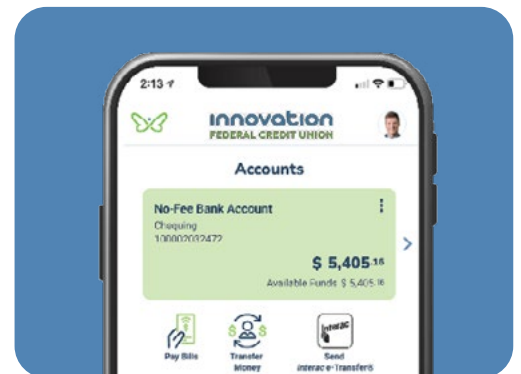 2:13
innovation
FEDERAL CREDIT UNION
Accounts
No-Fee Bank Account
Chequing
100002032472
$ 5,405.16
Available Funds $ 5,405.16
Pay Bills
Transfer
Money
Interac
Send
Interac e-Transfer®